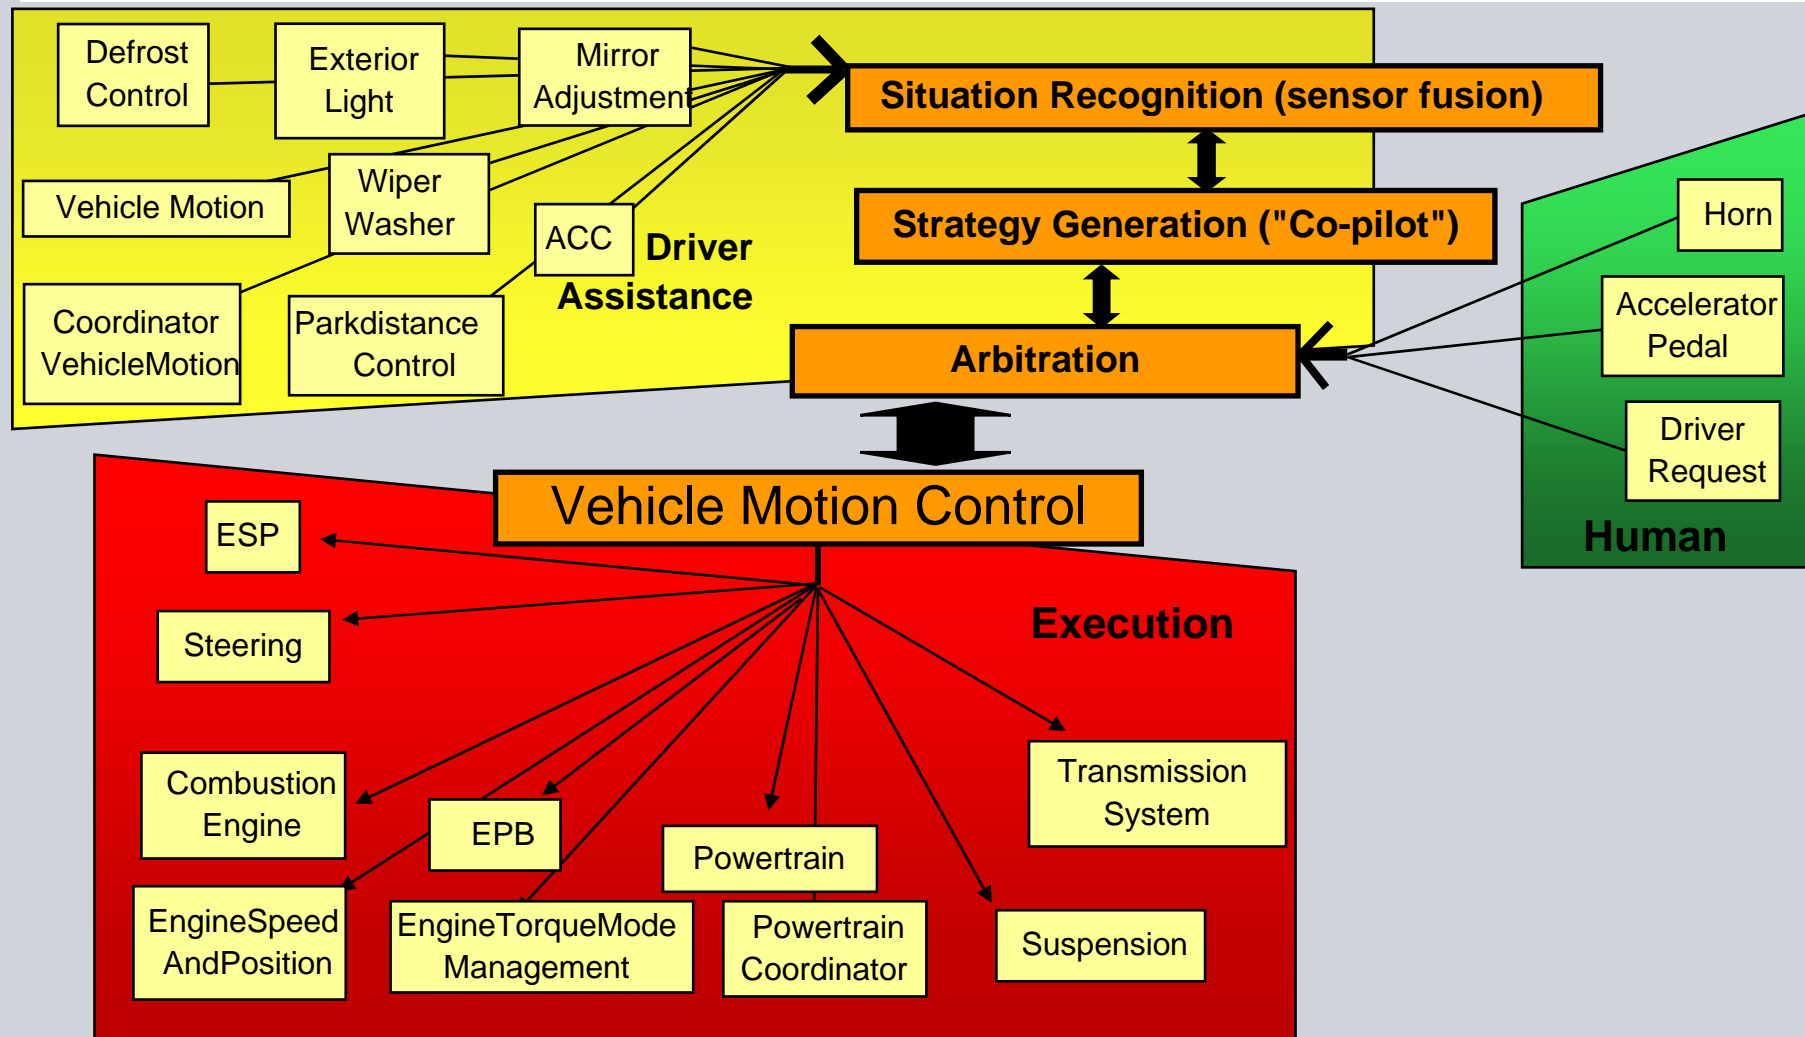 Defrost
Control
Exterior
Light
Mirror
Adjustment
Situation Recognition (sensor fusion)
Vehicle Motion
Wiper
Washer
ACC
Driver
Assistance
Strategy Generation ("Co-pilot")
Horn
Coordinator
VehicleMotion
Parkdistance
Control
Arbitration
Accelerator
Pedal
Driver
Request
Human
Vehicle Motion Control
ESP
Steering
Execution
Combustion
Engine
EPB
Powertrain
Transmission
System
EngineSpeed
AndPosition
EngineTorqueMode
Management
Powertrain
Coordinator
Suspension